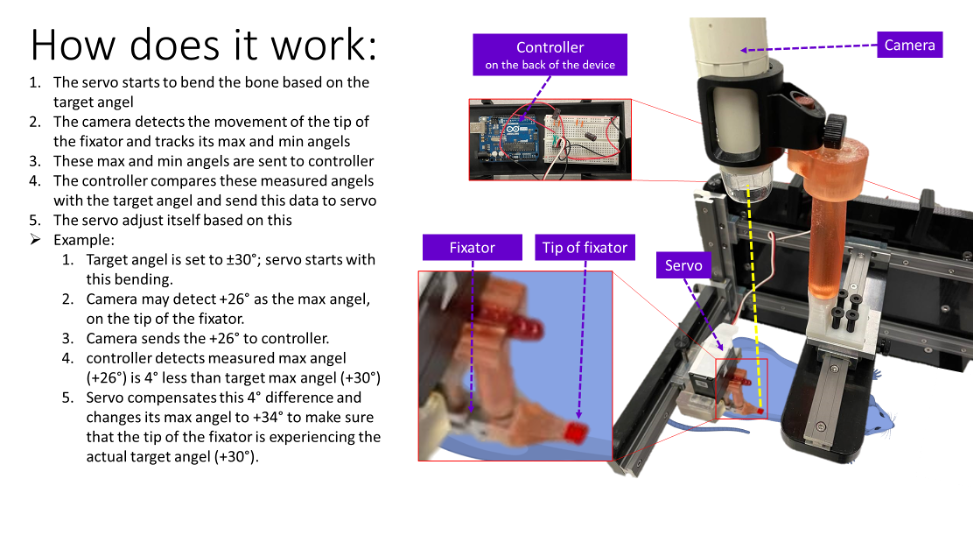 How does it work:
1. The servo starts to bend the bone based on the
target angel
2. The camera detects the movement of the tip of
the fixator and tracks its max and min angels
3. These max and min angels are sent to controller
4. The controller compares these measured angels
with the target angel and send this data to servo
5. The servo adjust itself based on this
➢ Example:
1. Target angel is set to ±30°; servo starts with
this bending.
2. Camera may detect +26° as the max angel,
on the tip of the fixator.
3. Camera sends the +26° to controller.
4. controller detects measured max angel
(+26°) is 4° less than target max angel (+30°)
5. Servo compensates this 4° difference and
changes its max angel to +34° to make sure
that the tip of the fixator is experiencing the
actual target angel (+30°).
Controller
on the back of the device
Camera
Fixator
Tip of fixator
Servo